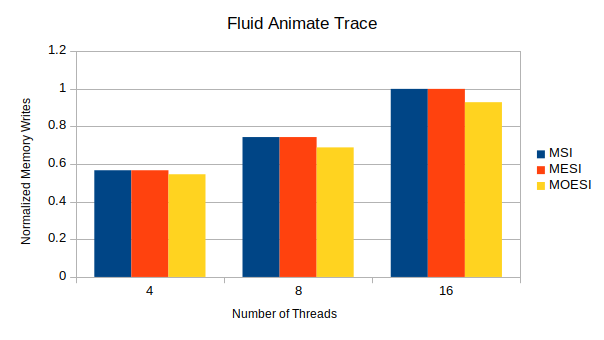 Fluid Animate Trace
1.2
1
0.8
0.6
0.4
0.2
0
Normalized Memory Writes
4 8 16
Number of Threads
MSI
MESI
MOESI